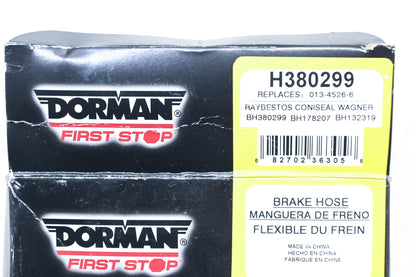 H380299
REPLACES: 013-4526-6
RAYBESTOS CONISEAL WAGNER
BH380299 BH178207 BH132319
0 82702 36305 8
DORMAN®
FIRST STOP
DORMAN®
FIRST STOP
BRAKE HOSE
MANGUERA DE FRENO
FLEXIBLE DU FREIN
MADE IN CHINA
HECHO EN CHINA
FABRIQUÉ EN CHINE